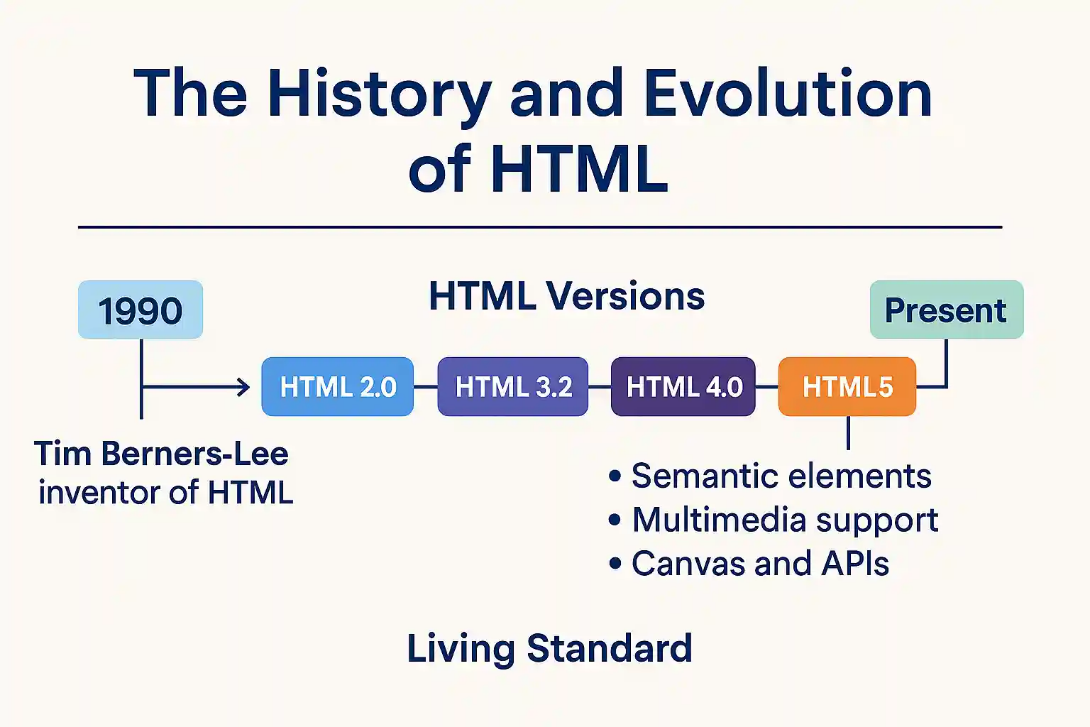 The History and Evolution
of HTML
1990
HTML Versions
Present
HTML 2.0
HTML 3.2
HTML 4.0
HTML5
Tim Berners-Lee
inventor of HTML
• Semantic elements
• Multimedia support
• Canvas and APIs
Living Standard